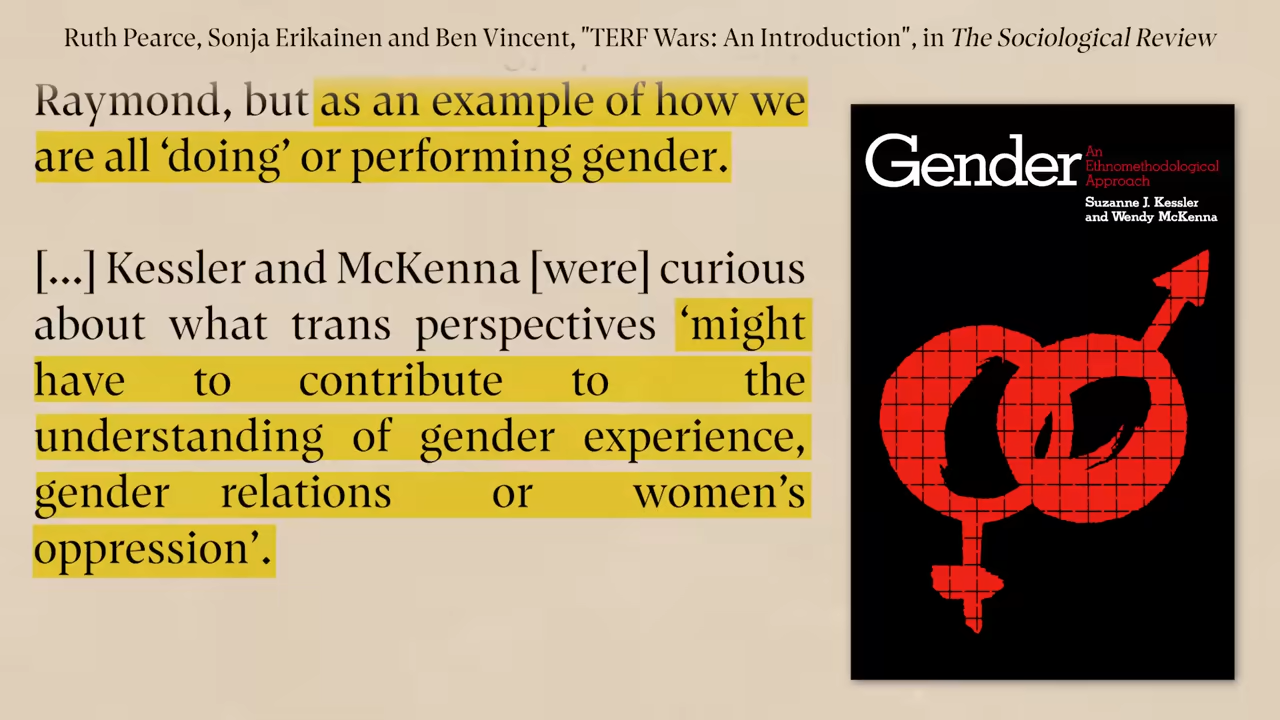 Ruth Pearce, Sonja Erikainen and Ben Vincent, "TERF Wars: An Introduction", in The Sociological Review
Raymond, but as an example of how we
are all ‘doing’ or performing gender.
[...] Kessler and McKenna [were] curious
about what trans perspectives ‘might
have to contribute to the
understanding of gender experience,
gender relations or women’s
oppression’.
Gender
An
Ethnomethodological
Approach
Suzanne J. Kessler
and Wendy McKenna